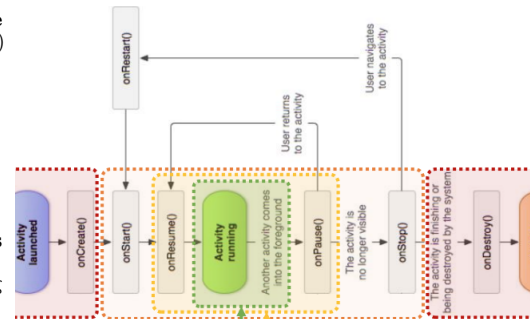 onRestart()
User navigates
to the activity
User returns
to the activity
Activity
launched
onCreate()
onStart()
onResume()
Activity
running
Another activity comes
into the foreground
onPause()
The activity is
no longer visible
onStop()
The activity is finishing or
being destroyed by the system
onDestroy()